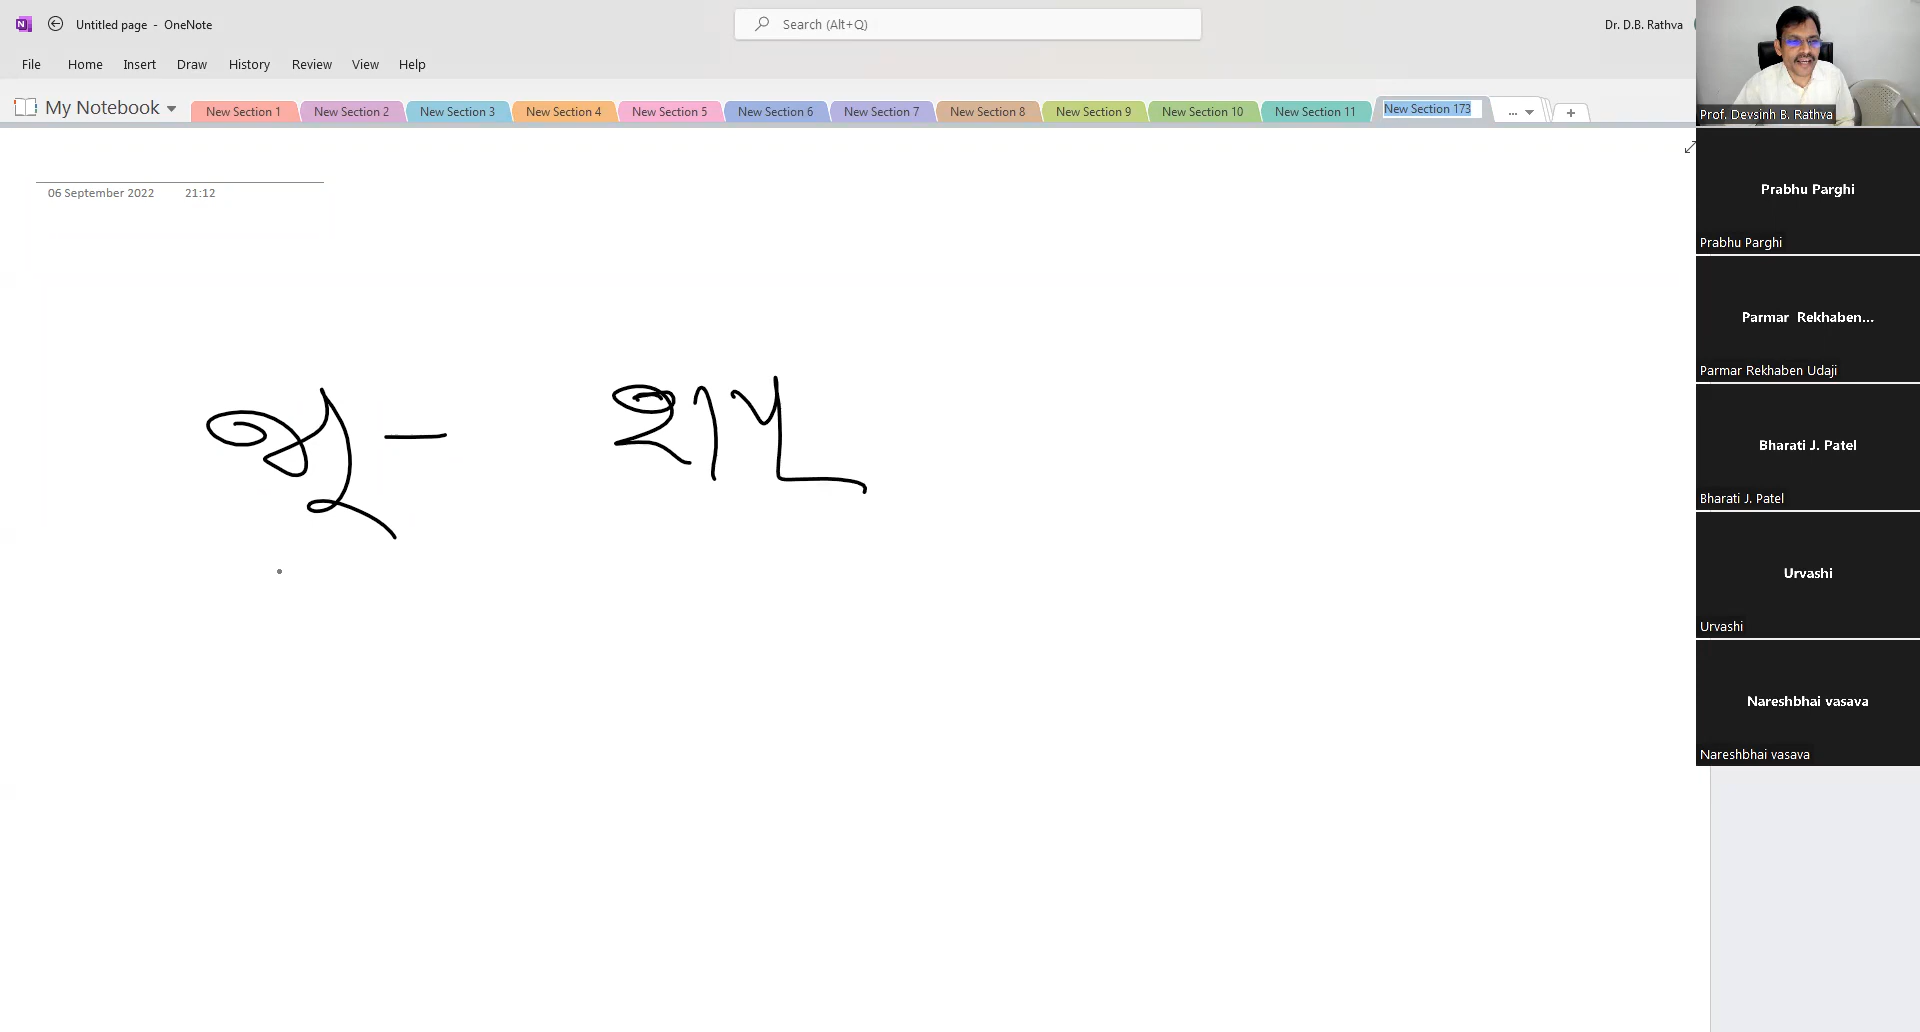 Untitled page - OneNote
Search (Alt+Q)
Dr. D.B. Rathva
File Home Insert Draw History Review View Help
My Notebook New Section 1 New Section 2 New Section 3 New Section 4 New Section 5 New Section 6 New Section 7 New Section 8 New Section 9 New Section 10 New Section 11 New Section 173 ... +
06 September 2022 21:12
Prof. Devsinh B. Rathva
Prabhu Parghi
Prabhu Parghi
Parmar Rekhaben...
Parmar Rekhaben Udaji
Bharati J. Patel
Bharati J. Patel
Urvashi
Urvashi
Nareshbhai vasava
Nareshbhai vasava